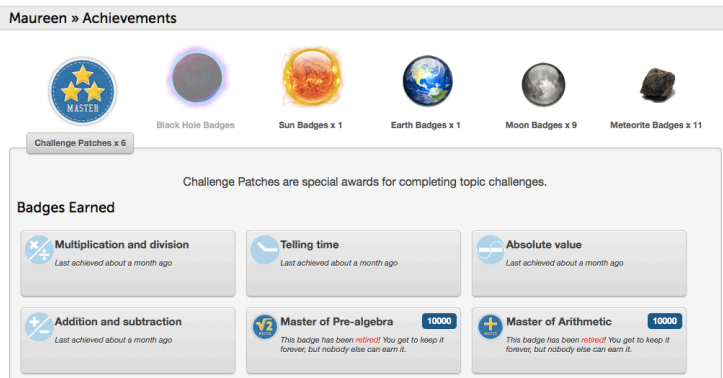 Maureen » Achievements
MASTER
Black Hole Badges
Sun Badges x 1
Earth Badges x 1
Moon Badges x 9
Meteorite Badges x 11
Challenge Patches x 6
Challenge Patches are special awards for completing topic challenges.
Badges Earned
Multiplication and division
Last achieved about a month ago
Telling time
Last achieved about a month ago
Absolute value
Last achieved about a month ago
Addition and subtraction
Last achieved about a month ago
√2
MASTER
Master of Pre-algebra
10000
This badge has been retired! You get to keep it
forever, but nobody else can earn it.
+
MASTER
Master of Arithmetic
10000
This badge has been retired! You get to keep it
forever, but nobody else can earn it.